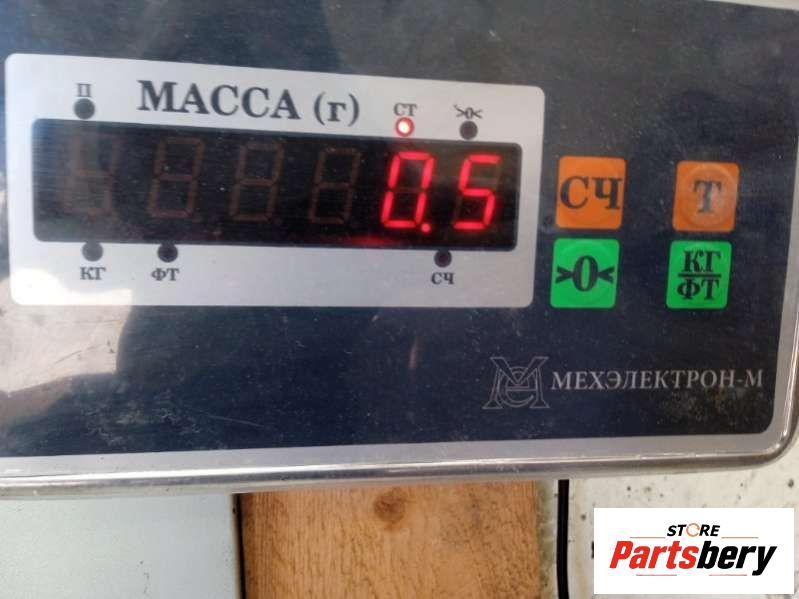 П
МАССА (г)
СТ
>0<
0.5
КГ
ФТ
СЧ
СЧ
Т
>0<
КГ
ФТ
МЕХЭЛЕКТРОН-М
STORE
Partsbery